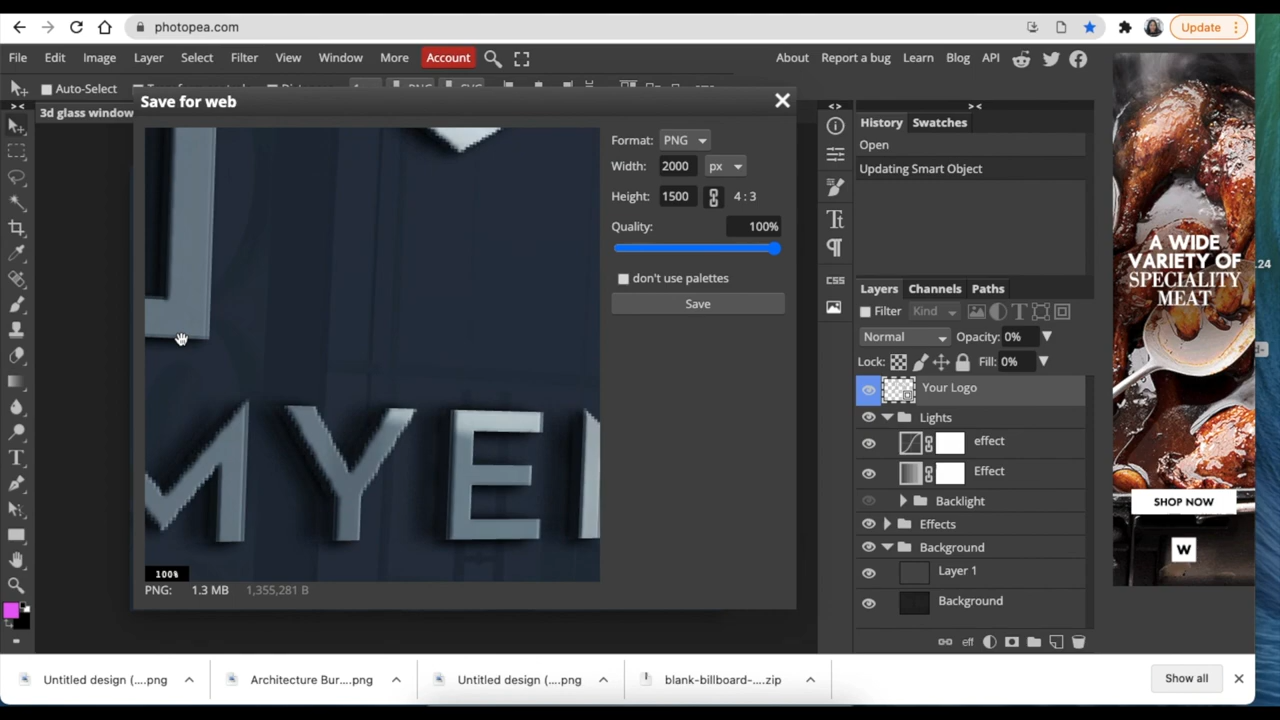 photopea.com
Update
File Edit Image Layer Select Filter View Window More Account
About Report a bug Learn Blog API
Auto-Select
3d glass window
Save for web
Format: PNG
Width: 2000 px
Height: 1500 4 : 3
Quality: 100%
don't use palettes
Save
MYE
100%
PNG: 1.3 MB 1,355,281 B
History Swatches
Open
Updating Smart Object
Layers Channels Paths
Filter Kind
Normal Opacity: 0%
Lock: Fill: 0%
Your Logo
Lights
effect
Effect
Backlight
Effects
Background
Layer 1
Background
eff
CSS
A WIDE
VARIETY OF
SPECIALITY
MEAT
SHOP NOW
W
.24
Untitled design (....png
Architecture Bur....png
Untitled design (....png
blank-billboard-....zip
Show all